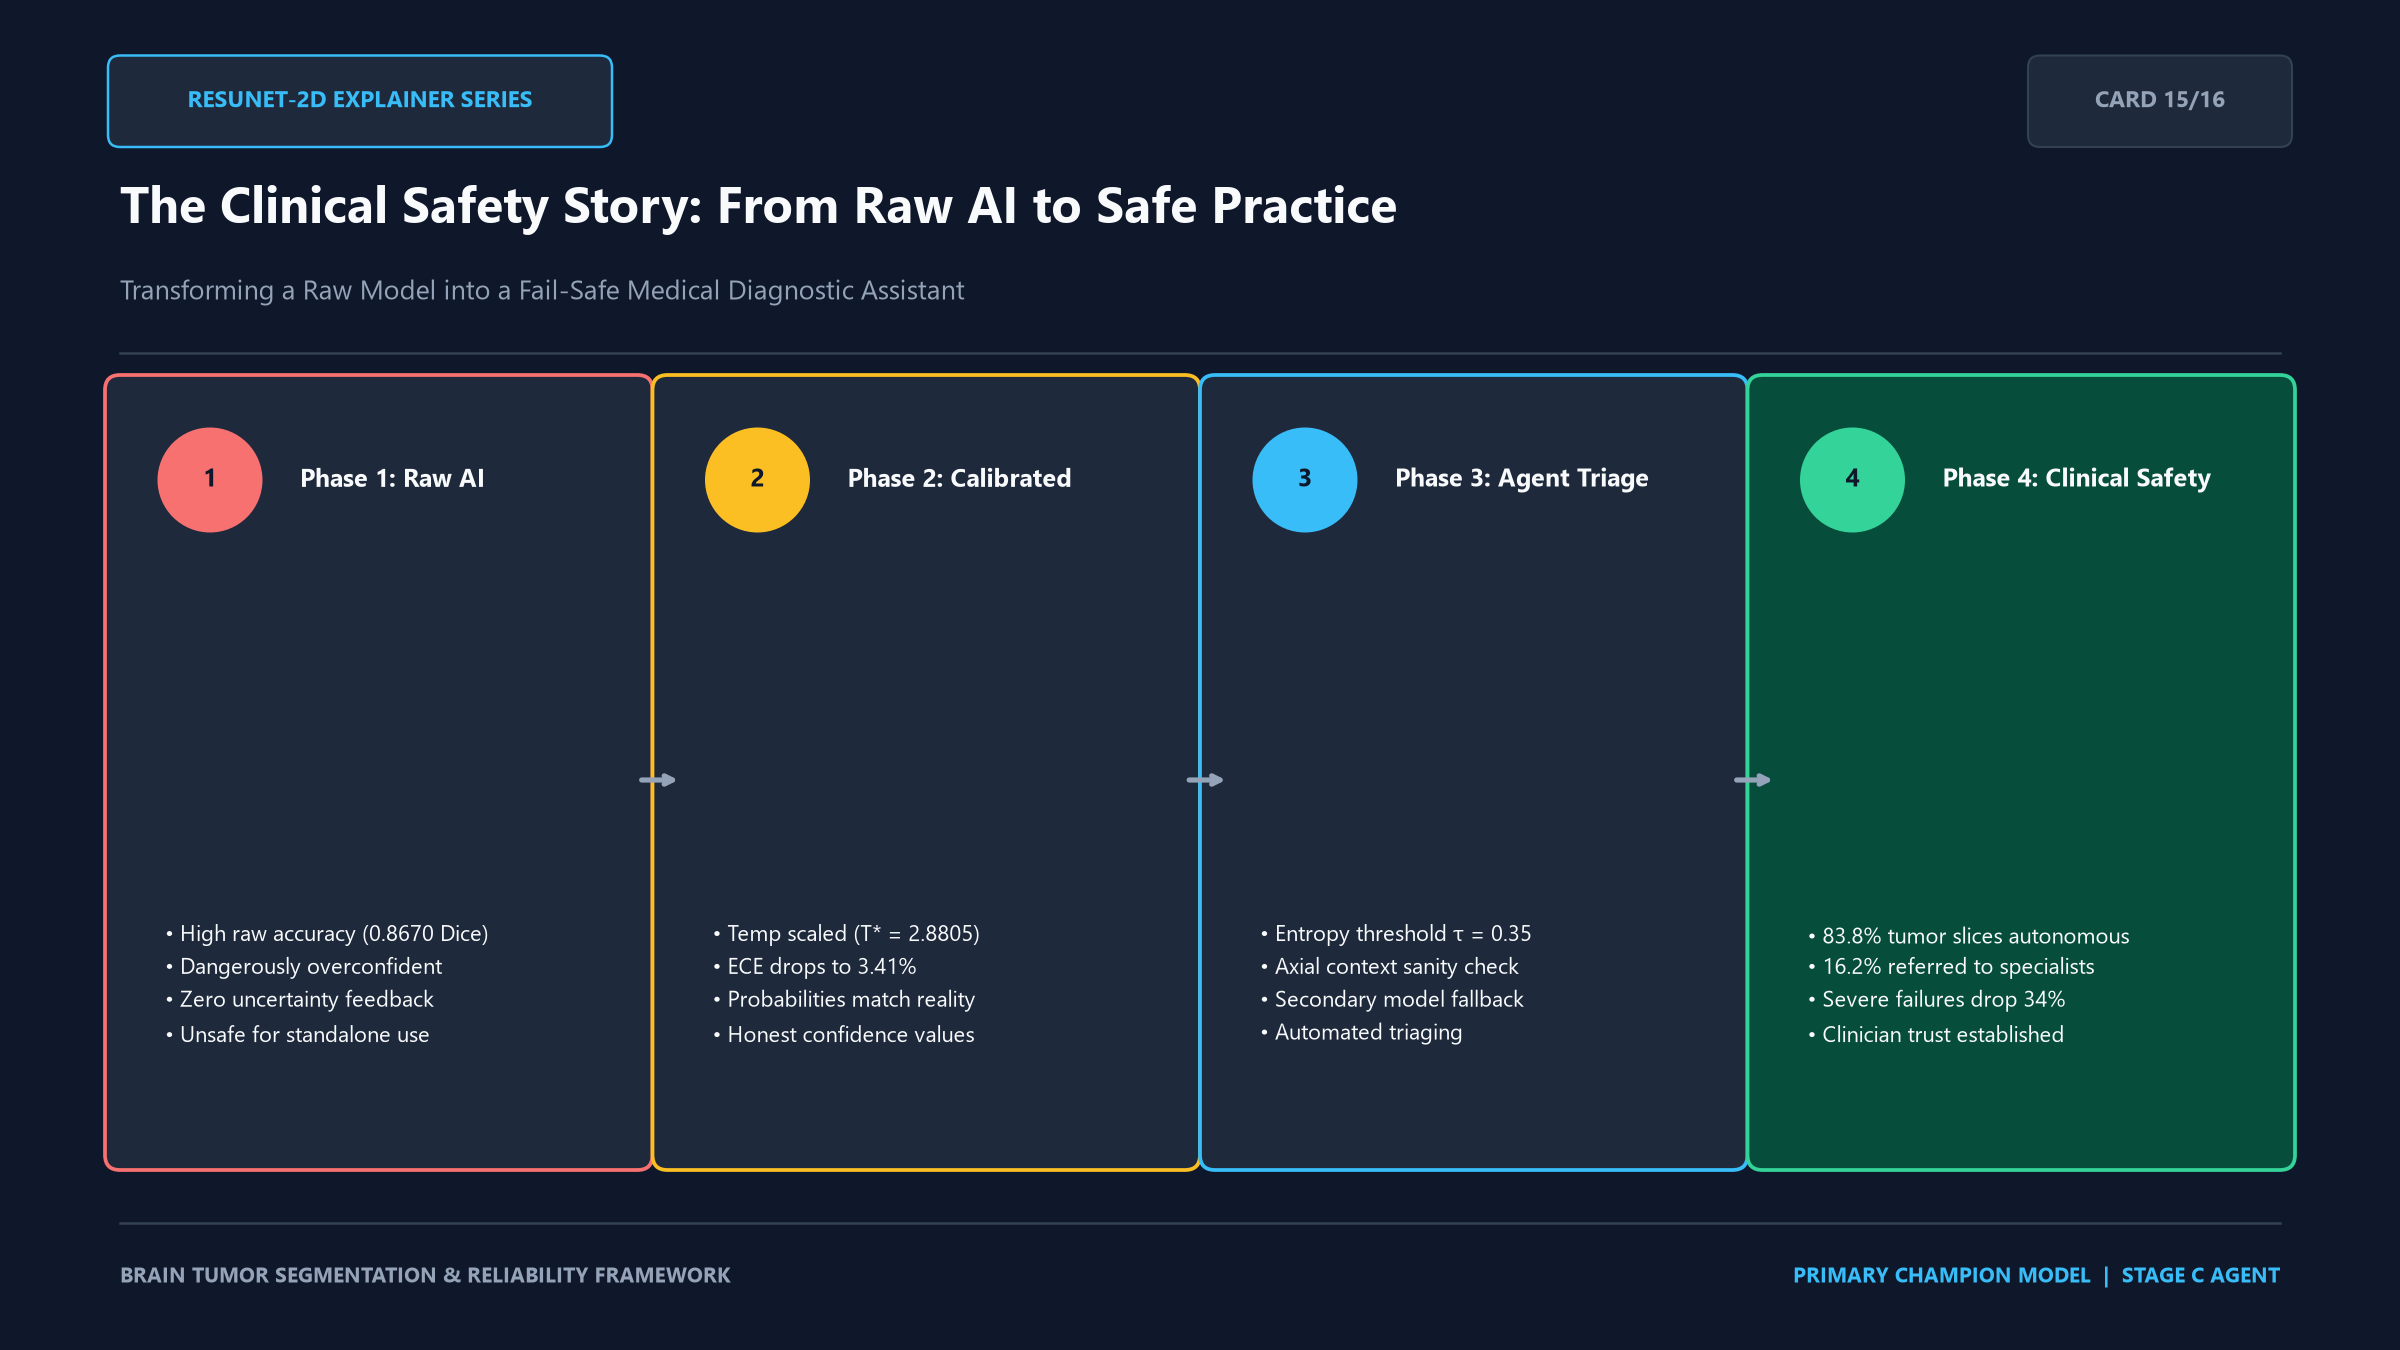 RESUNET-2D EXPLAINER SERIES
CARD 15/16
The Clinical Safety Story: From Raw AI to Safe Practice
Transforming a Raw Model into a Fail-Safe Medical Diagnostic Assistant
1
Phase 1: Raw AI
• High raw accuracy (0.8670 Dice)
• Dangerously overconfident
• Zero uncertainty feedback
• Unsafe for standalone use
2
Phase 2: Calibrated
• Temp scaled (T* = 2.8805)
• ECE drops to 3.41%
• Probabilities match reality
• Honest confidence values
3
Phase 3: Agent Triage
• Entropy threshold τ = 0.35
• Axial context sanity check
• Secondary model fallback
• Automated triaging
4
Phase 4: Clinical Safety
• 83.8% tumor slices autonomous
• 16.2% referred to specialists
• Severe failures drop 34%
• Clinician trust established
BRAIN TUMOR SEGMENTATION & RELIABILITY FRAMEWORK
PRIMARY CHAMPION MODEL | STAGE C AGENT